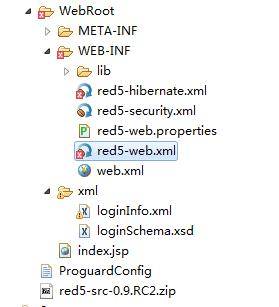 WebRoot
META-INF
WEB-INF
lib
red5-hibernate.xml
red5-security.xml
red5-web.properties
red5-web.xml
web.xml
xml
loginInfo.xml
loginSchema.xsd
index.jsp
ProguardConfig
red5-src-0.9.RC2.zip